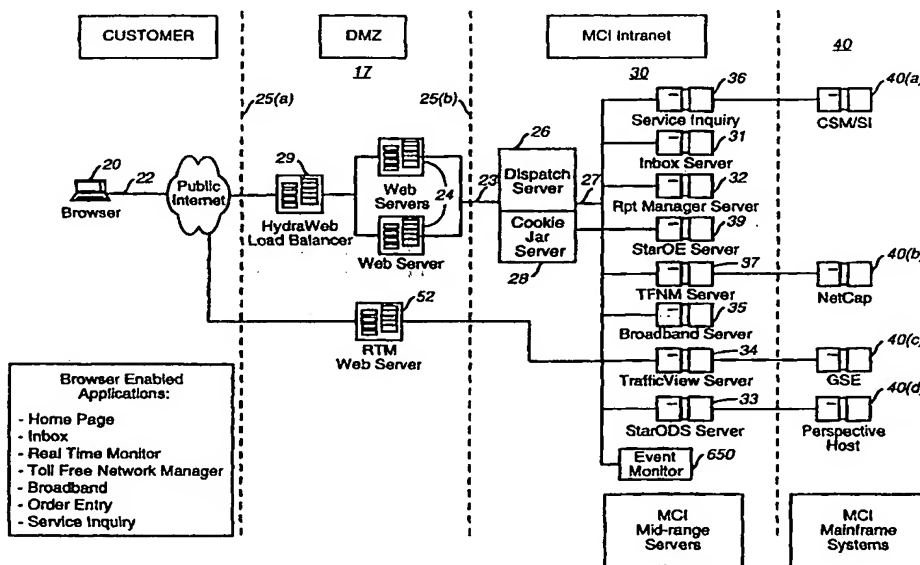 CUSTOMER
DMZ
17
MCI Intranet
30
40
25(a)
25(b)
20
22
Browser
Public
Internet
29
HydraWeb
Load Balancer
Web
Servers
24
Web Server
23
26
Dispatch
Server
27
Cookie
Jar
Server
28
36
Service Inquiry
31
Inbox Server
32
Rpt Manager Server
39
StarOE Server
37
TFNM Server
35
Broadband Server
34
TrafficView Server
33
StarODS Server
Event
Monitor
650
40(a)
CSM/SI
40(b)
NetCap
40(c)
GSE
40(d)
Perspective
Host
52
RTM
Web Server
Browser Enabled
Applications:
- Home Page
- Inbox
- Real Time Monitor
- Toll Free Network Manager
- Broadband
- Order Entry
- Service Inquiry
MCI
Mid-range
Servers
MCI
Mainframe
Systems